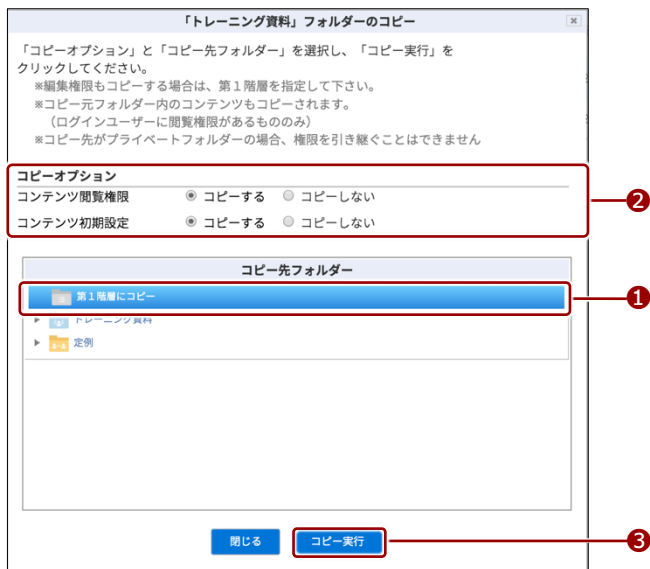 「トレーニング資料」フォルダーのコピー
「コピーオプション」と「コピー先フォルダー」を選択し、「コピー実行」を
クリックしてください。
※編集権限もコピーする場合は、第１階層を指定して下さい。
※コピー元フォルダー内のコンテンツもコピーされます。
（ログインユーザーに閲覧権限があるもののみ）
※コピー先がプライベートフォルダーの場合、権限を引き継ぐことはできません
コピーオプション
コンテンツ閲覧権限 コピーする コピーしない
コンテンツ初期設定 コピーする コピーしない
2
コピー先フォルダー
第１階層にコピー
1
トレーニング資料
定例
閉じる コピー実行
3